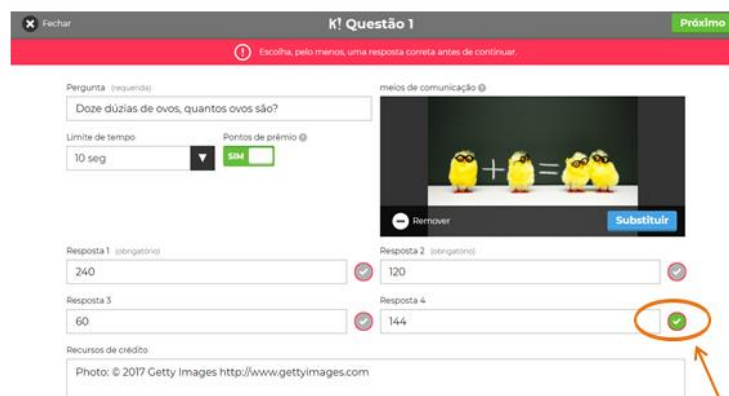 Fechar
K! Questão 1
Próximo
Escolha, pelo menos, uma resposta correta antes de continuar.
Pergunta (requerida)
meios de comunicação
Doze dúzias de ovos, quantos ovos são?
Limite de tempo
Pontos de prémio
10 seg
SIM
+
=
Remover
Substituir
Resposta 1 (obrigatório)
Resposta 2 (obrigatório)
240
120
Resposta 3
Resposta 4
60
144
Recursos de crédito
Photo: © 2017 Getty Images http://www.gettyimages.com